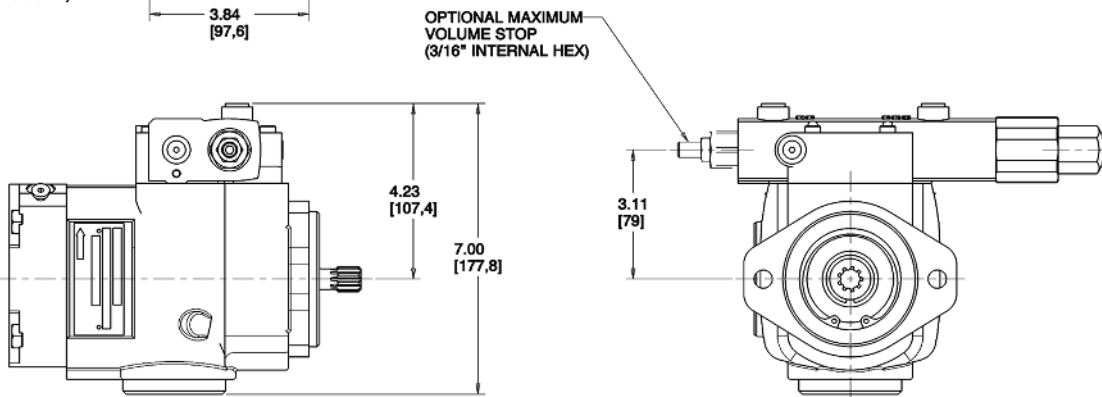 3.84
[97,6]
OPTIONAL MAXIMUM
VOLUME STOP
(3/16" INTERNAL HEX)
4.23
[107,4]
7.00
[177,8]
3.11
[79]